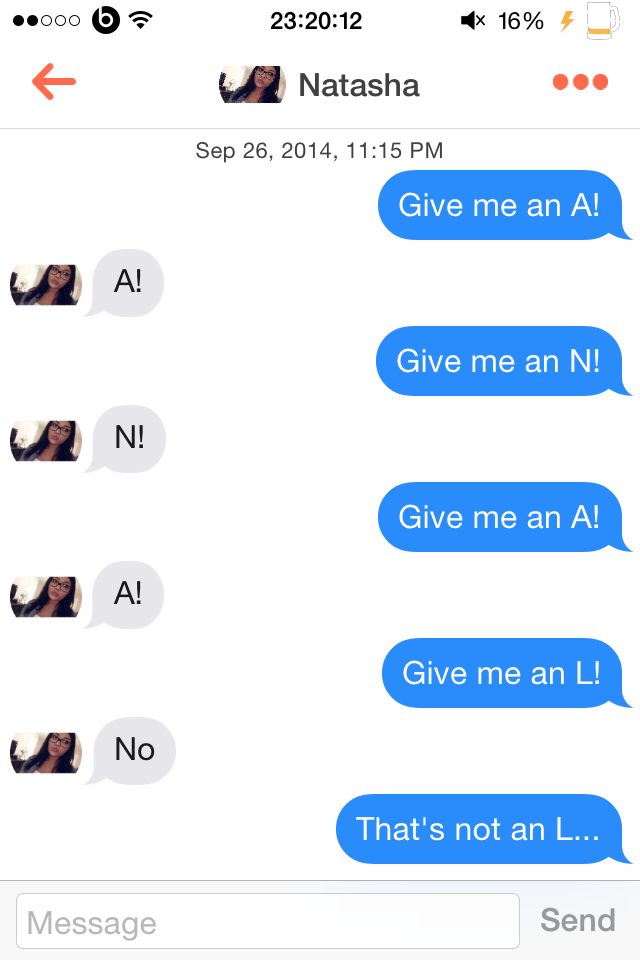 23:20:12 16%
Natasha
Sep 26, 2014, 11:15 PM
Give me an A!
A!
Give me an N!
N!
Give me an A!
A!
Give me an L!
No
That's not an L...
Message Send